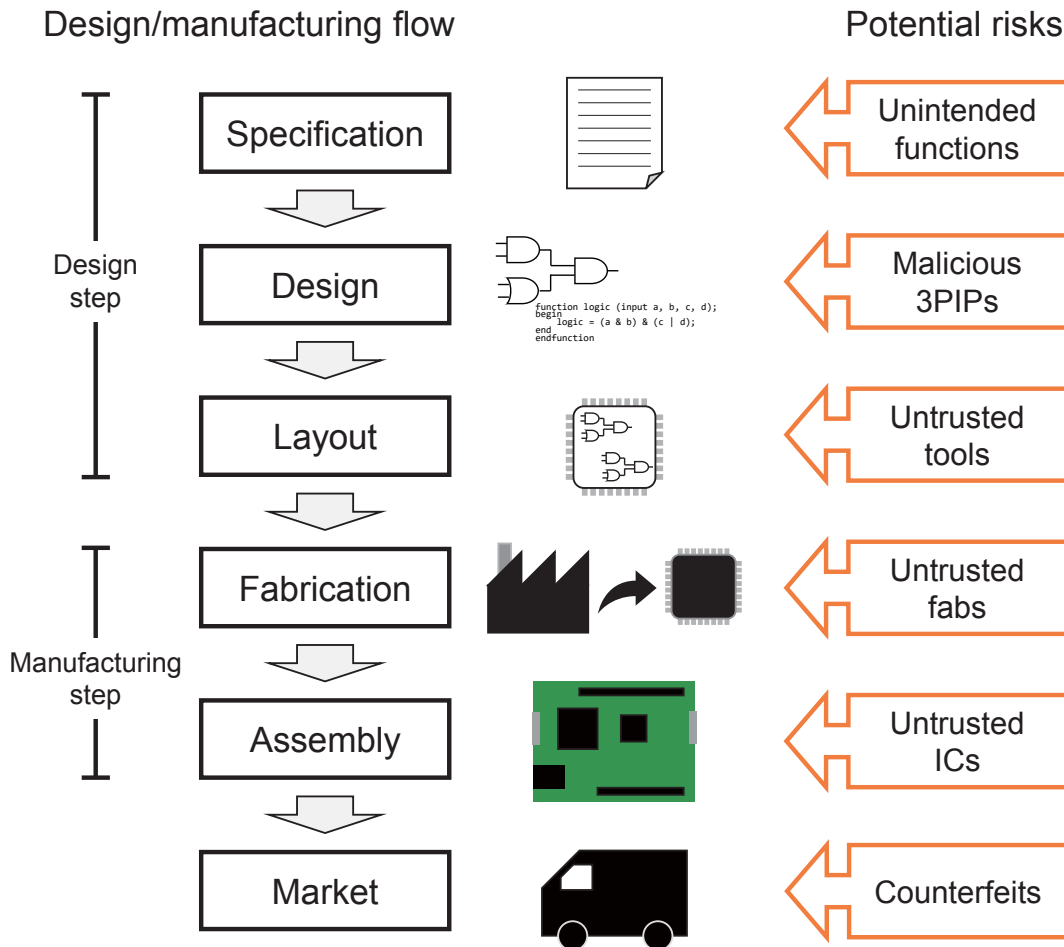 Design/manufacturing flow
Potential risks
Specification
Unintended
functions
Design
step
Design
function logic (input a, b, c, d);
begin
    logic = (a & b) & (c | d);
end
endfunction
Malicious
3PIPs
Layout
Untrusted
tools
Manufacturing
step
Fabrication
Untrusted
fabs
Assembly
Untrusted
ICs
Market
Counterfeits